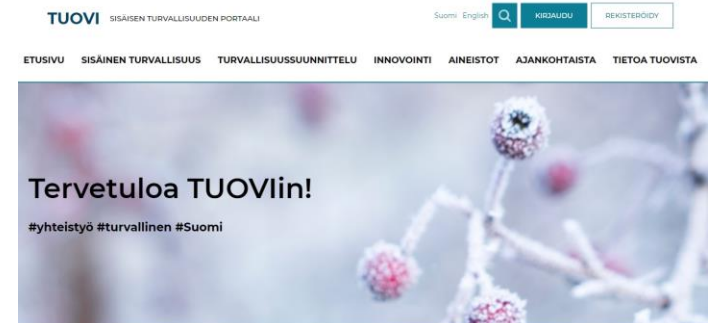 TUOVI SISÄISEN TURVALLISUUDEN PORTAALI Suomi English KIRJAUDU REKISTERÖIDY
ETUSIVU SISÄINEN TURVALLISUUS TURVALLISUUSSUUNNITTELU INNOVOINTI AINEISTOT AJANKOHTAISTA TIETOA TUOVISTA
Tervetuloa TUOVIin!
#yhteistyö #turvallinen #Suomi